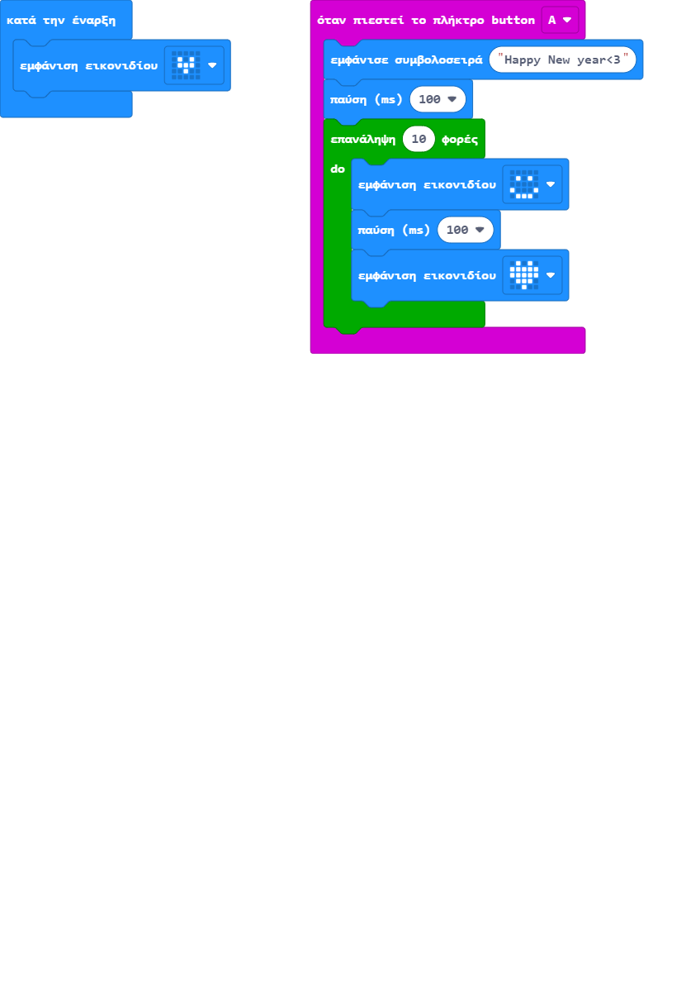 κατά την έναρξη
εμφάνιση εικονιδίου
όταν πιεστεί το πλήκτρο button A
εμφάνισε συμβολοσειρά "Happy New year<3"
παύση (ms) 100
επανάληψη 10 φορές
do
εμφάνιση εικονιδίου
παύση (ms) 100
εμφάνιση εικονιδίου